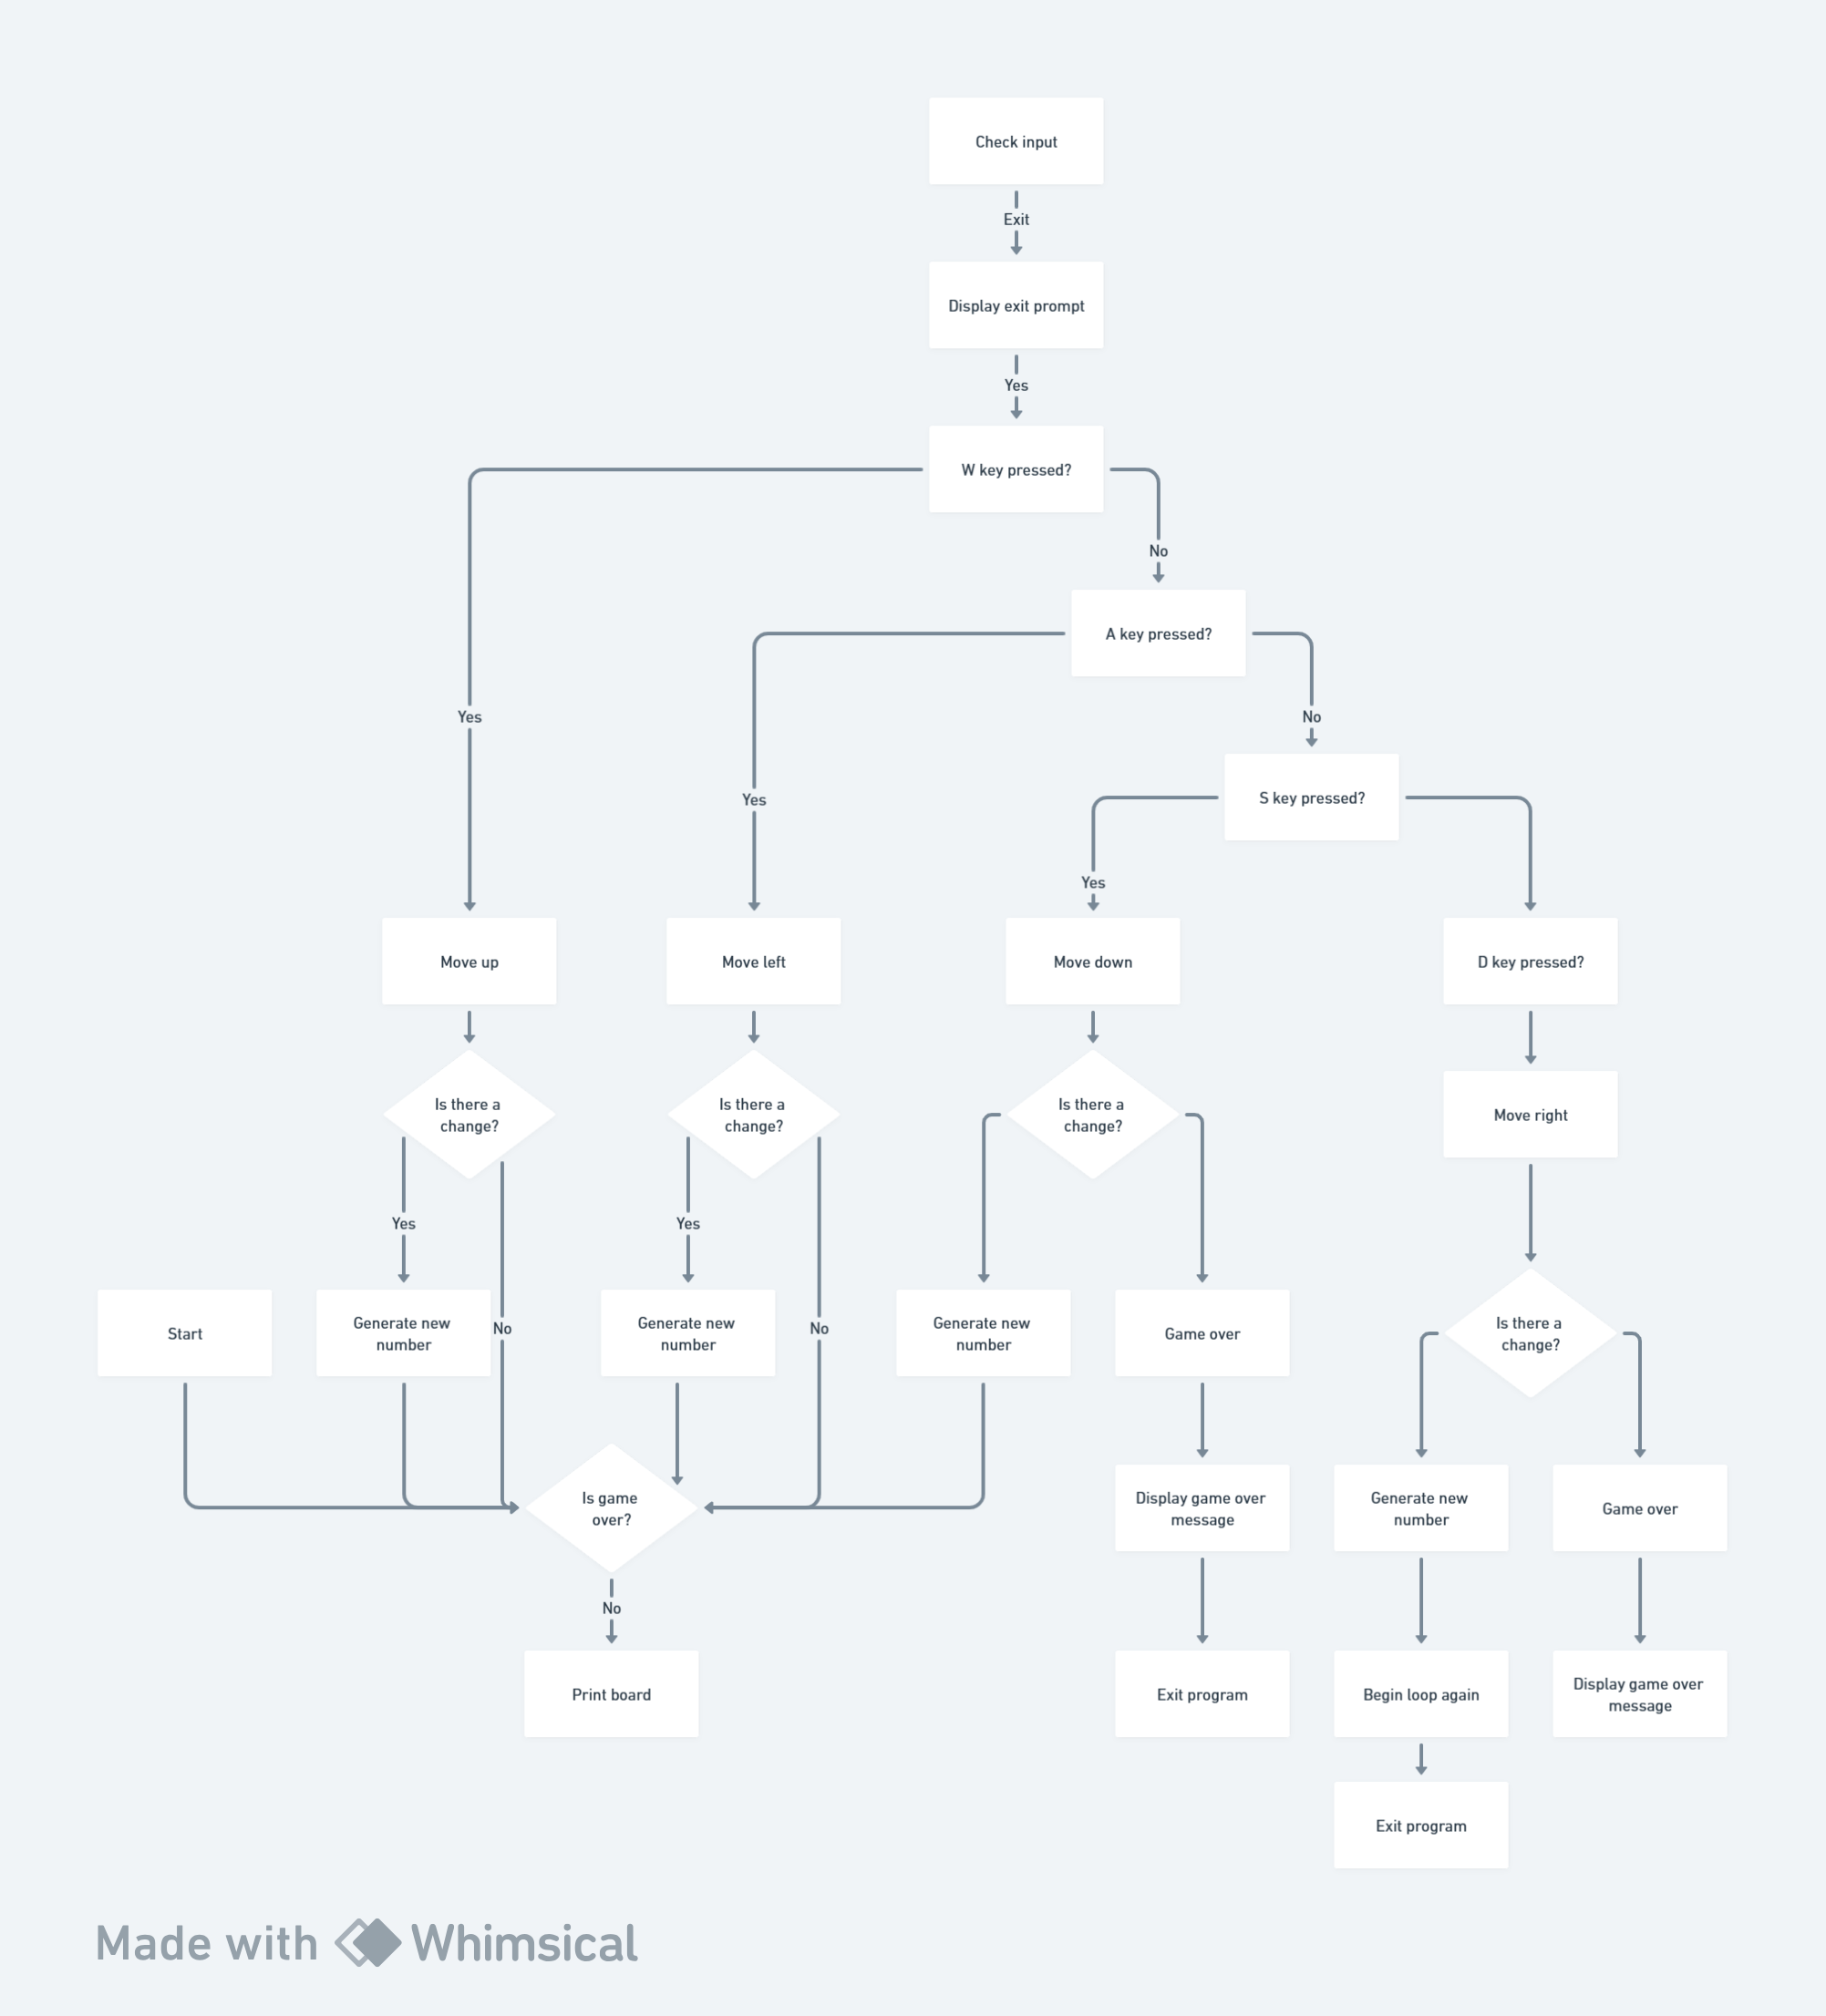 Check input
Exit
Display exit prompt
Yes
W key pressed?
No
A key pressed?
Yes
No
S key pressed?
Yes
Yes
Move up
Move left
Move down
D key pressed?
Is there a
change?
Is there a
change?
Is there a
change?
Move right
Yes
Yes
Start
Generate new
number
No
Generate new
number
No
Generate new
number
Game over
Is there a
change?
Is game
over?
Display game over
message
Generate new
number
Game over
No
Print board
Exit program
Begin loop again
Display game over
message
Exit program
Made with Whimsical